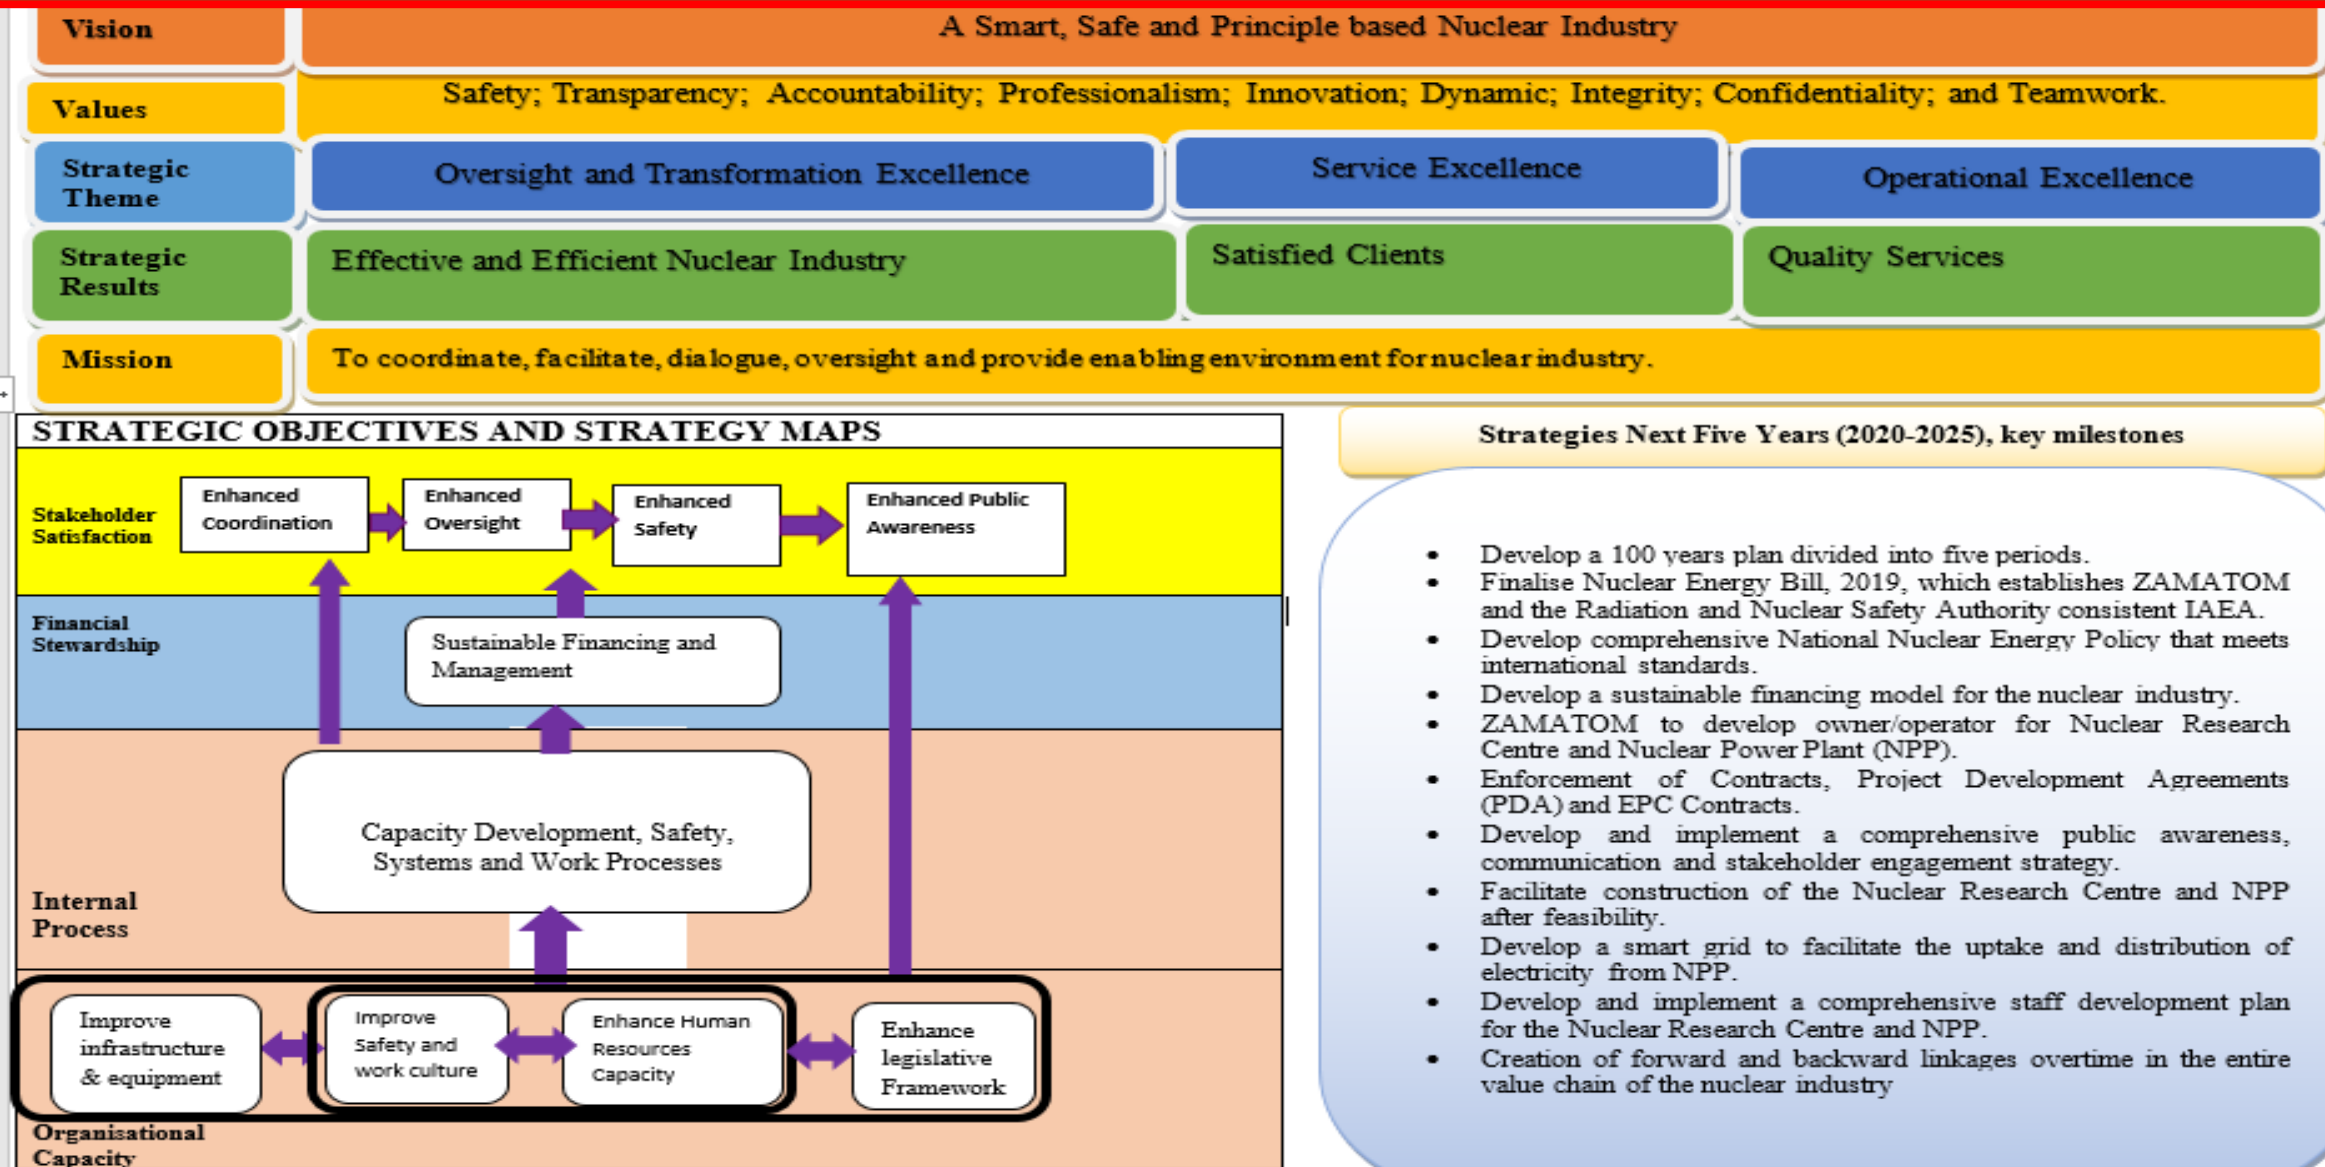 Vision
A Smart, Safe and Principle based Nuclear Industry
Values
Safety; Transparency; Accountability; Professionalism; Innovation; Dynamic; Integrity; Confidentiality; and Teamwork.
Strategic
Theme
Oversight and Transformation Excellence
Service Excellence
Operational Excellence
Strategic
Results
Effective and Efficient Nuclear Industry
Satisfied Clients
Quality Services
Mission
To coordinate, facilitate, dialogue, oversight and provide enabling environment for nuclear industry.
STRATEGIC OBJECTIVES AND STRATEGY MAPS
Stakeholder
Satisfaction
Enhanced
Coordination
Enhanced
Oversight
Enhanced
Safety
Enhanced Public
Awareness
Financial
Stewardship
Sustainable Financing and
Management
Capacity Development, Safety,
Systems and Work Processes
Internal
Process
Improve
infrastructure
& equipment
Improve
Safety and
work culture
Enhance Human
Resources
Capacity
Enhance
legislative
Framework
Organisational
Capacity
Strategies Next Five Years (2020-2025), key milestones
• Develop a 100 years plan divided into five periods.
• Finalise Nuclear Energy Bill, 2019, which establishes ZAMATOM
and the Radiation and Nuclear Safety Authority consistent IAEA.
• Develop comprehensive National Nuclear Energy Policy that meets
international standards.
• Develop a sustainable financing model for the nuclear industry.
• ZAMATOM to develop owner/operator for Nuclear Research
Centre and Nuclear Power Plant (NPP).
• Enforcement of Contracts, Project Development Agreements
(PDA) and EPC Contracts.
• Develop and implement a comprehensive public awareness,
communication and stakeholder engagement strategy.
• Facilitate construction of the Nuclear Research Centre and NPP
after feasibility.
• Develop a smart grid to facilitate the uptake and distribution of
electricity from NPP.
• Develop and implement a comprehensive staff development plan
for the Nuclear Research Centre and NPP.
• Creation of forward and backward linkages overtime in the entire
value chain of the nuclear industry